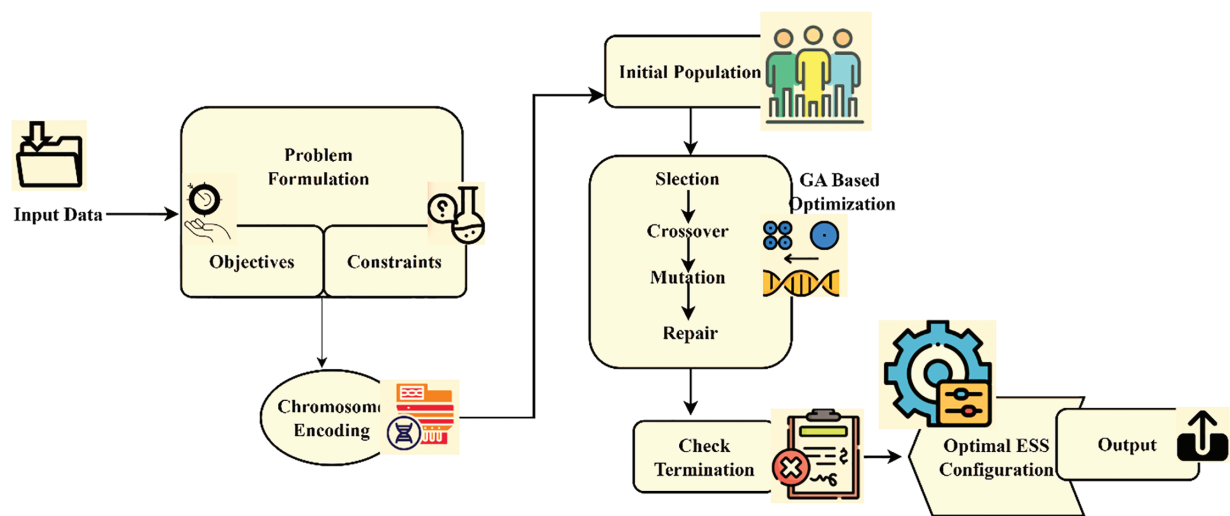 Input Data
Problem
Formulation
Objectives
Constraints
Chromosome
Encoding
Initial Population
Slection
Crossover
Mutation
Repair
GA Based
Optimization
Check
Termination
Optimal ESS
Configuration
Output